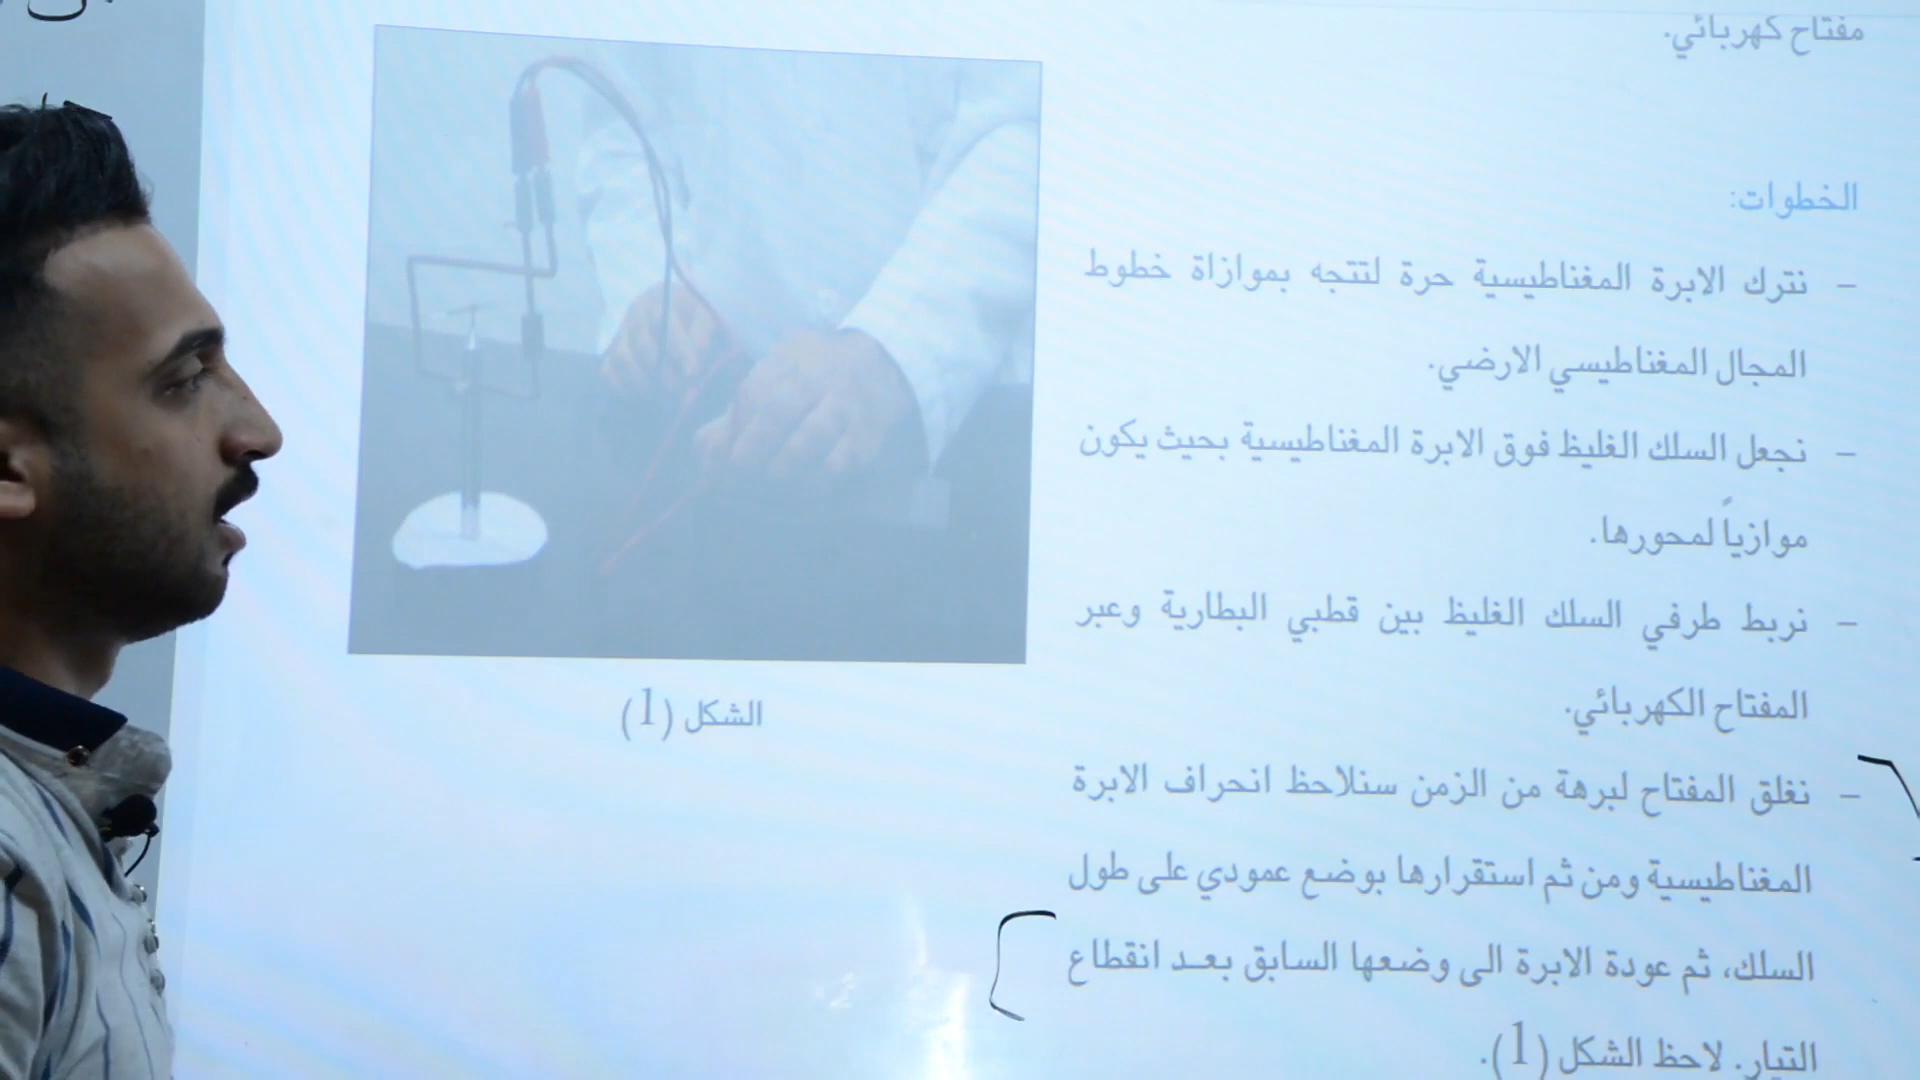 مفتاح كهربائي.
الخطوات:
– نترك الابرة المغناطيسية حرة لتتجه بموازاة خطوط
المجال المغناطيسي الارضي.
– نجعل السلك الغليظ فوق الابرة المغناطيسية بحيث يكون
موازياً لمحورها.
– نربط طرفي السلك الغليظ بين قطبي البطارية وعبر
المفتاح الكهربائي.
– نغلق المفتاح لبرهة من الزمن سنلاحظ انحراف الابرة
المغناطيسية ومن ثم استقرارها بوضع عمودي على طول
السلك، ثم عودة الابرة الى وضعها السابق بعد انقطاع
التيار. لاحظ الشكل (1).
الشكل (1)